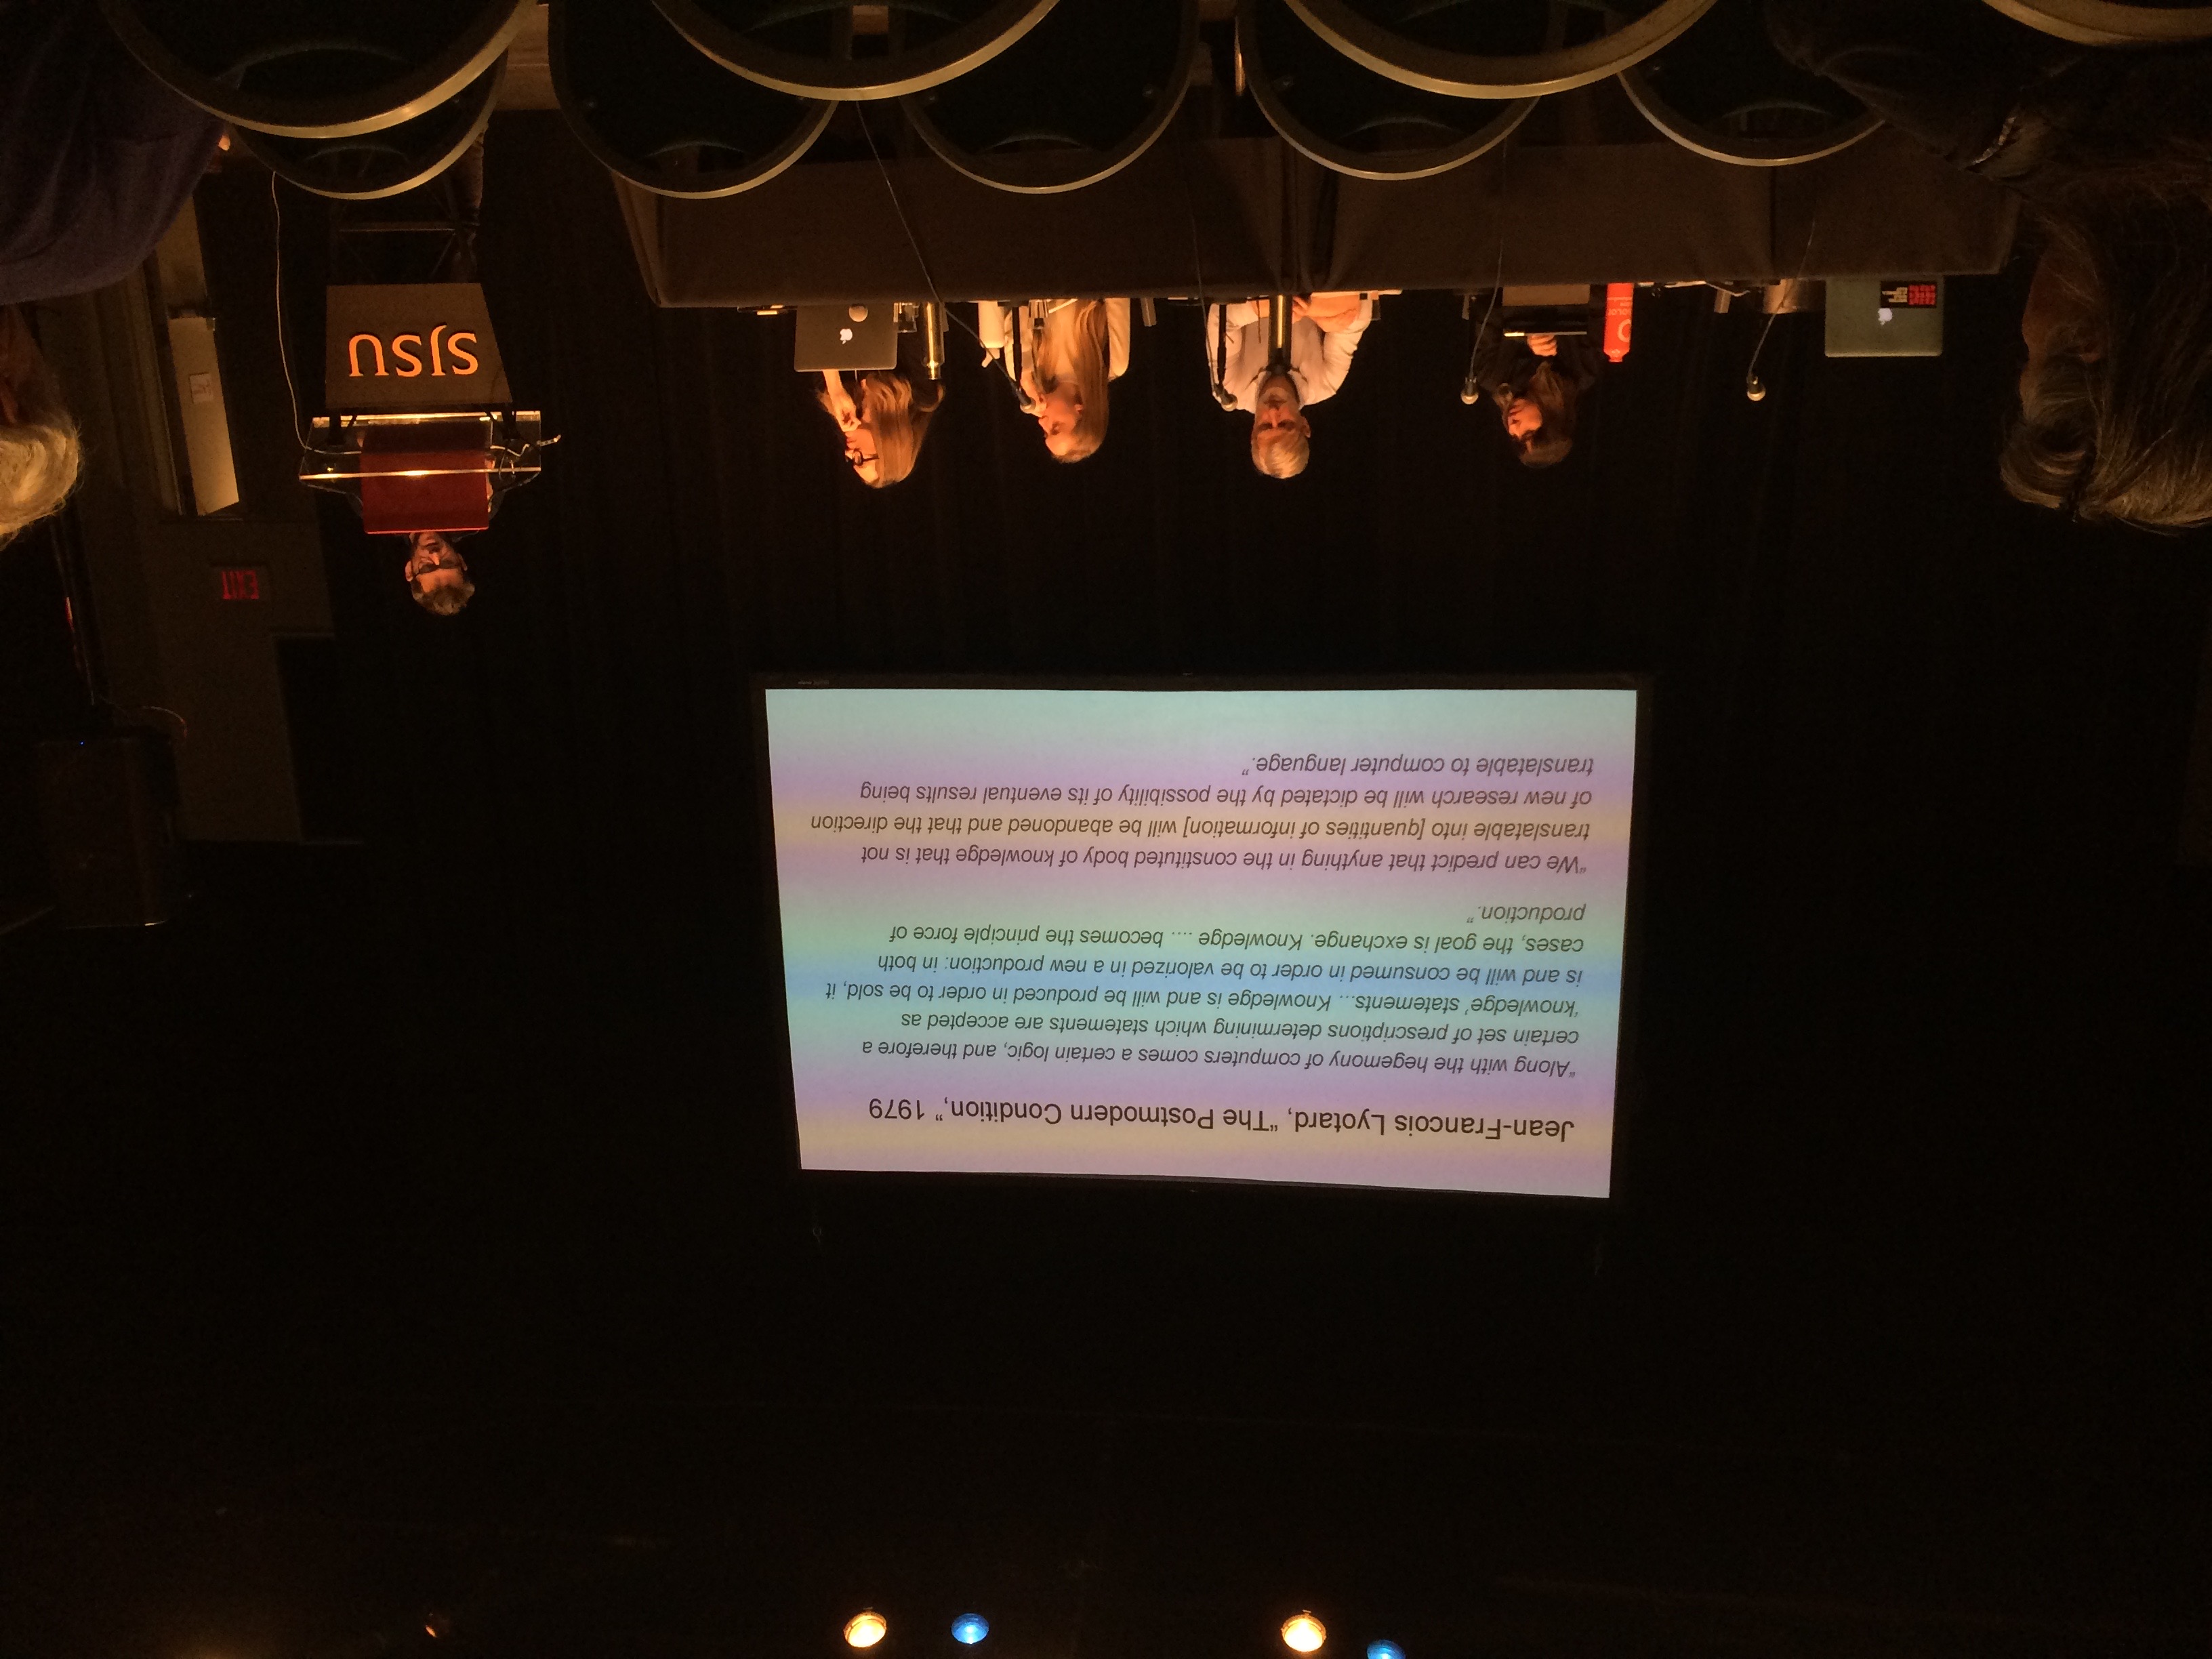 Jean-Francois Lyotard, “The Postmodern Condition,” 1979
“Along with the hegemony of computers comes a certain logic, and therefore a
certain set of prescriptions determining which statements are accepted as
‘knowledge’ statements... Knowledge is and will be produced in order to be sold, it
is and will be consumed in order to be valorized in a new production: in both
cases, the goal is exchange. Knowledge .... becomes the principle force of
production.”
“We can predict that anything in the constituted body of knowledge that is not
translatable into [quantities of information] will be abandoned and that the direction
of new research will be dictated by the possibility of its eventual results being
translatable to computer language.”
EXIT
SJSU